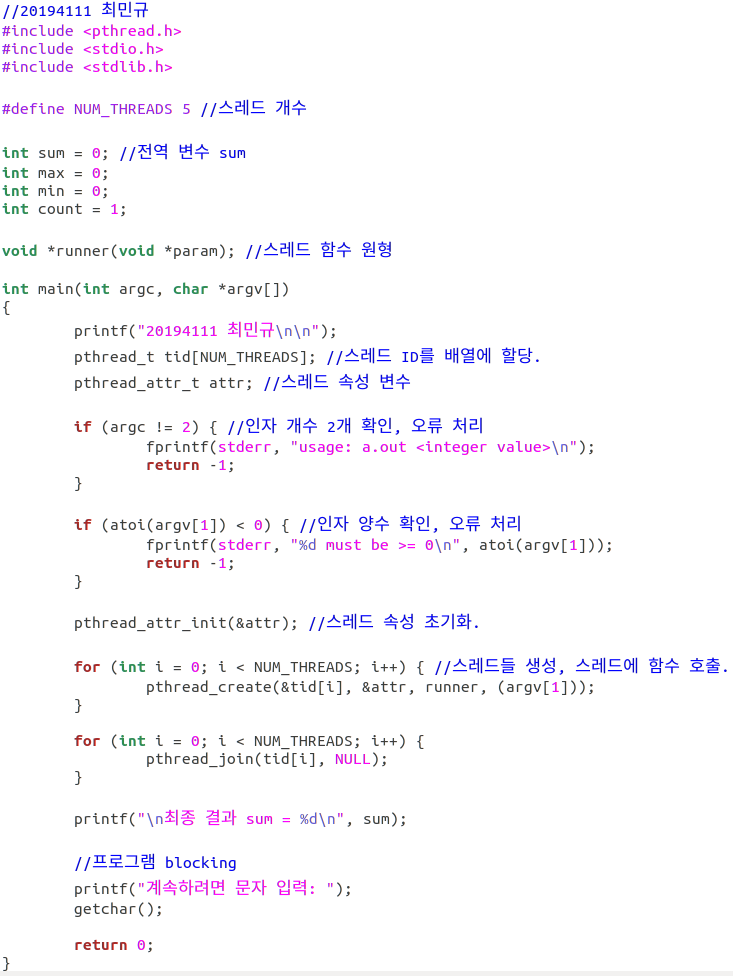 //20194111 최민규
#include <pthread.h>
#include <stdio.h>
#include <stdlib.h>

#define NUM_THREADS 5 //스레드 개수

int sum = 0; //전역 변수 sum
int max = 0;
int min = 0;
int count = 1;

void *runner(void *param); //스레드 함수 원형

int main(int argc, char *argv[])
{
        printf("20194111 최민규\n\n");
        pthread_t tid[NUM_THREADS]; //스레드 ID를 배열에 할당.
        pthread_attr_t attr; //스레드 속성 변수

        if (argc != 2) { //인자 개수 2개 확인, 오류 처리
                fprintf(stderr, "usage: a.out <integer value>\n");
                return -1;
        }

        if (atoi(argv[1]) < 0) { //인자 양수 확인, 오류 처리
                fprintf(stderr, "%d must be >= 0\n", atoi(argv[1]));
                return -1;
        }

        pthread_attr_init(&attr); //스레드 속성 초기화.

        for (int i = 0; i < NUM_THREADS; i++) { //스레드들 생성, 스레드에 함수 호출.
                pthread_create(&tid[i], &attr, runner, (argv[1]));
        }

        for (int i = 0; i < NUM_THREADS; i++) {
                pthread_join(tid[i], NULL);
        }

        printf("\n최종 결과 sum = %d\n", sum);

        //프로그램 blocking
        printf("계속하려면 문자 입력: ");
        getchar();

        return 0;
}